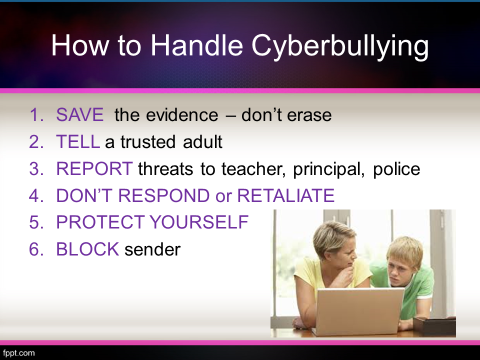 How to Handle Cyberbullying
1. SAVE the evidence – don't erase
2. TELL a trusted adult
3. REPORT threats to teacher, principal, police
4. DON'T RESPOND or RETALIATE
5. PROTECT YOURSELF
6. BLOCK sender
fppt.com